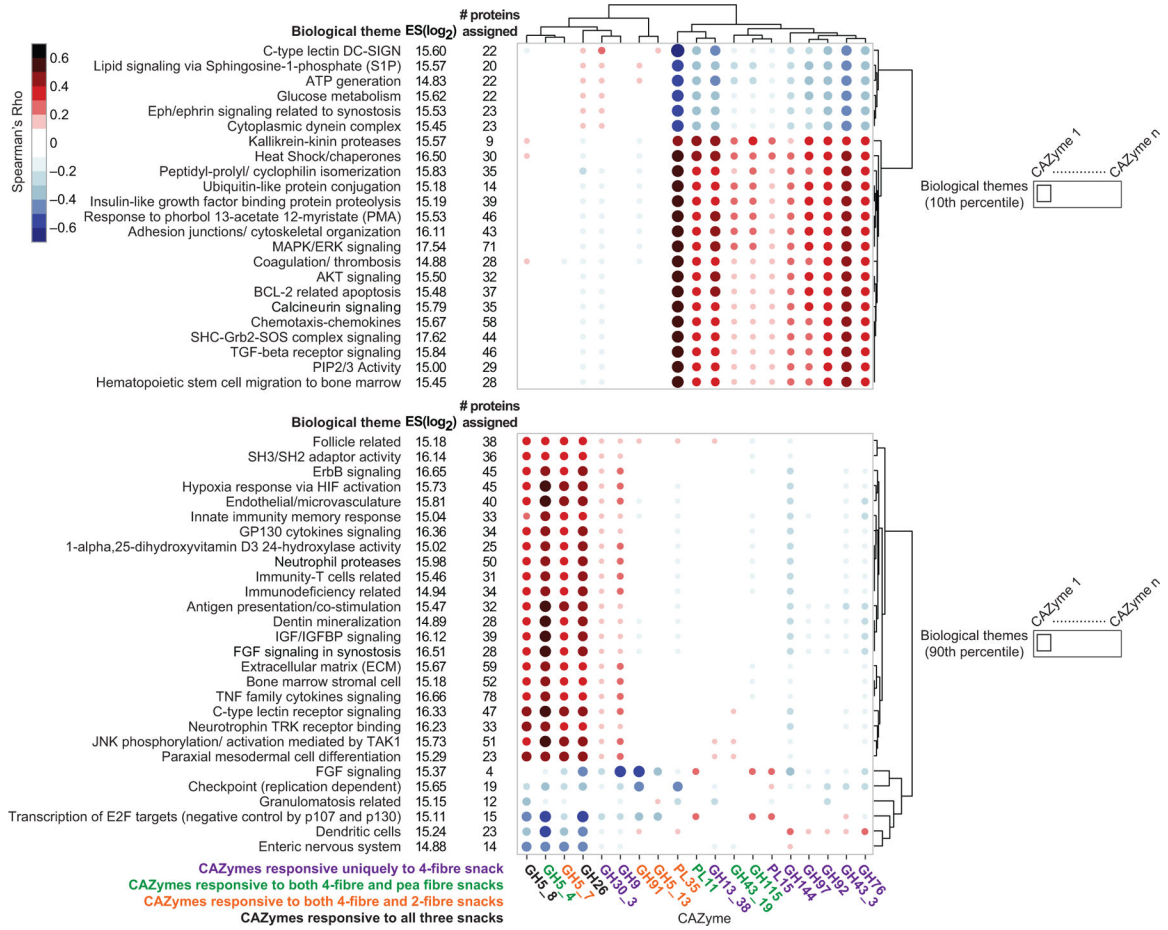 Biological theme ES(log2) # proteins assigned
C-type lectin DC-SIGN 15.60 22
Lipid signaling via Sphingosine-1-phosphate (S1P) 15.57 20
ATP generation 14.83 22
Glucose metabolism 15.62 22
Eph/ephrin signaling related to synostosis 15.53 23
Cytoplasmic dynein complex 15.45 23
Kallikrein-kinin proteases 15.57 9
Heat Shock/chaperones 16.50 30
Peptidyl-prolyl/ cyclophilin isomerization 15.83 35
Ubiquitin-like protein conjugation 15.18 14
Insulin-like growth factor binding protein proteolysis 15.19 39
Response to phorbol 13-acetate 12-myristate (PMA) 15.53 46
Adhesion junctions/ cytoskeletal organization 16.11 43
MAPK/ERK signaling 17.54 71
Coagulation/ thrombosis 14.88 28
AKT signaling 15.50 32
BCL-2 related apoptosis 15.48 37
Calcineurin signaling 15.79 35
Chemotaxis-chemokines 15.67 58
SHC-Grb2-SOS complex signaling 17.62 44
TGF-beta receptor signaling 15.84 46
PIP2/3 Activity 15.00 29
Hematopoietic stem cell migration to bone marrow 15.45 28
Spearman's Rho
0.6
0.4
0.2
0
−0.2
−0.4
−0.6
CAZyme 1 CAZyme n
Biological themes
(10th percentile)
Biological theme ES(log2) # proteins assigned
Follicle related 15.18 38
SH3/SH2 adaptor activity 16.14 36
ErbB signaling 16.65 45
Hypoxia response via HIF activation 15.73 45
Endothelial/microvasculature 15.81 40
Innate immunity memory response 15.04 33
GP130 cytokines signaling 16.36 34
1-alpha,25-dihydroxyvitamin D3 24-hydroxylase activity 15.02 25
Neutrophil proteases 15.98 50
Immunity-T cells related 15.46 31
Immunodeficiency related 14.94 34
Antigen presentation/co-stimulation 15.47 32
Dentin mineralization 14.89 28
IGF/IGFBP signaling 16.12 39
FGF signaling in synostosis 16.51 28
Extracellular matrix (ECM) 15.67 59
Bone marrow stromal cell 15.18 52
TNF family cytokines signaling 16.66 78
C-type lectin receptor signaling 16.33 47
Neurotrophin TRK receptor binding 16.23 33
JNK phosphorylation/ activation mediated by TAK1 15.73 51
Paraxial mesodermal cell differentiation 15.29 23
FGF signaling 15.37 4
Checkpoint (replication dependent) 15.65 19
Granulomatosis related 15.15 12
Transcription of E2F targets (negative control by p107 and p130) 15.11 15
Dendritic cells 15.24 23
Enteric nervous system 14.88 14
CAZyme 1 CAZyme n
Biological themes
(90th percentile)
GH5_8
GH5_4
GH5_7
GH26
GH30_3
GH9
GH91
GH5_13
PL35
PL11
GH13_38
GH43_19
GH115
PL15
GH144
GH97
GH92
GH43_3
GH76
CAZyme
CAZymes responsive uniquely to 4-fibre snack
CAZymes responsive to both 4-fibre and pea fibre snacks
CAZymes responsive to both 4-fibre and 2-fibre snacks
CAZymes responsive to all three snacks